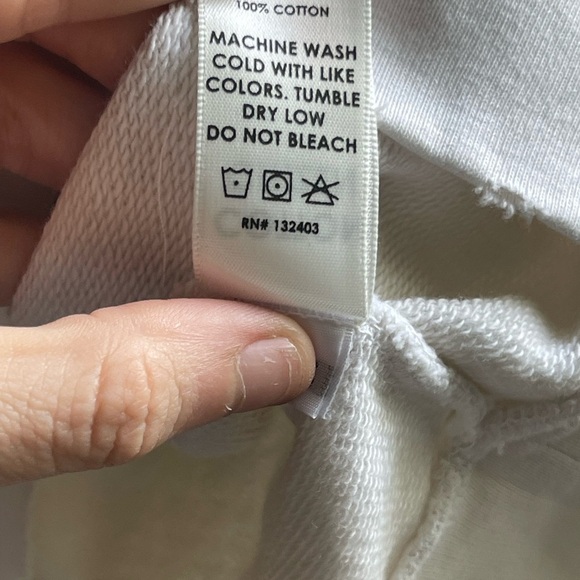 100% COTTON
MACHINE WASH
COLD WITH LIKE
COLORS. TUMBLE
DRY LOW
DO NOT BLEACH
RN# 132403